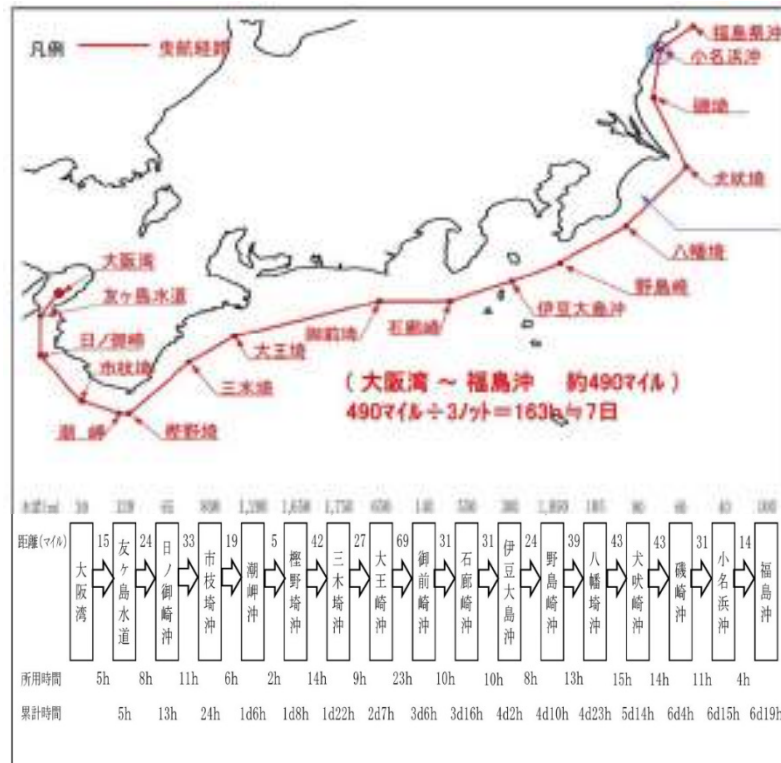 凡例 曳航経路
福島県沖
小名浜沖
磯埼
犬吠埼
八幡埼
野島崎
伊豆大島沖
石廊崎
御前埼
大王埼
三木埼
樫野埼
潮 岬
市枝埼
日ノ御崎
友ヶ島水道
大阪湾
( 大阪湾 ~ 福島沖 約490マイル )
490マイル÷3ノット=163h≒7日
距離(マイル) 15 24 33 19 5 42 27 69 31 31 24 39 43 43 31 14
大阪湾
友ヶ島水道
日ノ御崎沖
市枝埼沖
潮岬沖
樫野埼沖
三木埼沖
大王崎沖
御前崎沖
石廊崎沖
伊豆大島沖
野島崎沖
八幡埼沖
犬吠崎沖
磯崎沖
小名浜沖
福島沖
所用時間 5h 8h 11h 6h 2h 14h 9h 23h 10h 10h 8h 13h 15h 14h 11h 4h
累計時間 5h 13h 24h 1d6h 1d8h 1d22h 2d7h 3d6h 3d16h 4d2h 4d10h 4d23h 5d14h 6d4h 6d15h 6d19h